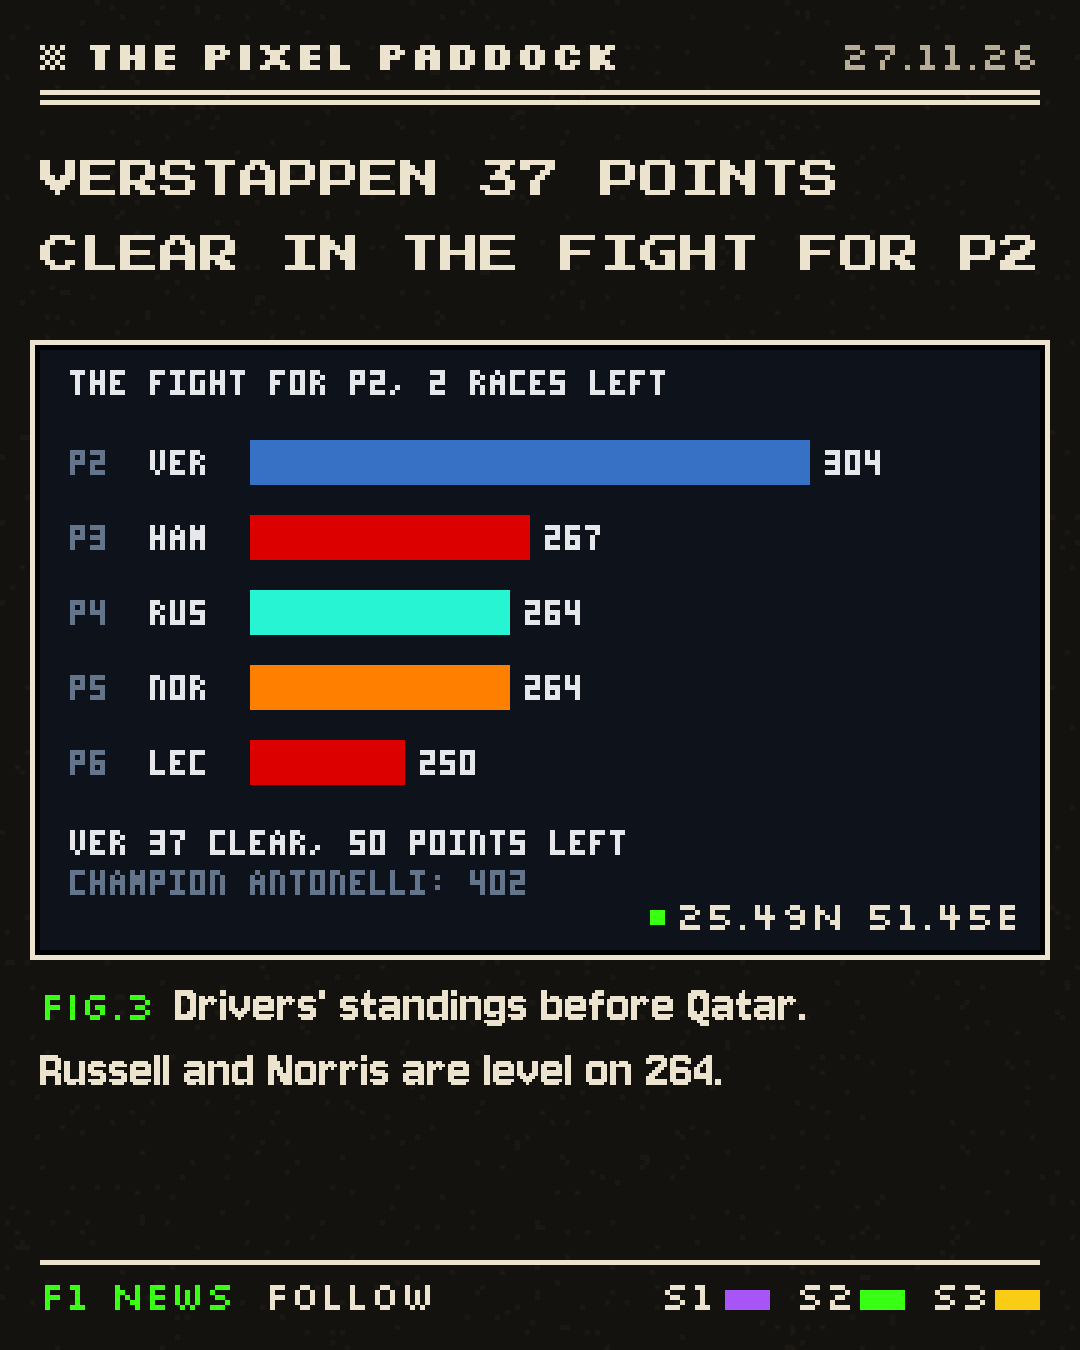 THE PIXEL PADDOCK 27.11.26
VERSTAPPEN 37 POINTS
CLEAR IN THE FIGHT FOR P2
THE FIGHT FOR P2, 2 RACES LEFT
P2 VER 304
P3 HAM 267
P4 RUS 264
P5 NOR 264
P6 LEC 250
VER 37 CLEAR, 50 POINTS LEFT
CHAMPION ANTONELLI: 402
25.49N 51.45E
FIG.3 Drivers' standings before Qatar.
Russell and Norris are level on 264.
F1 NEWS FOLLOW S1 S2 S3